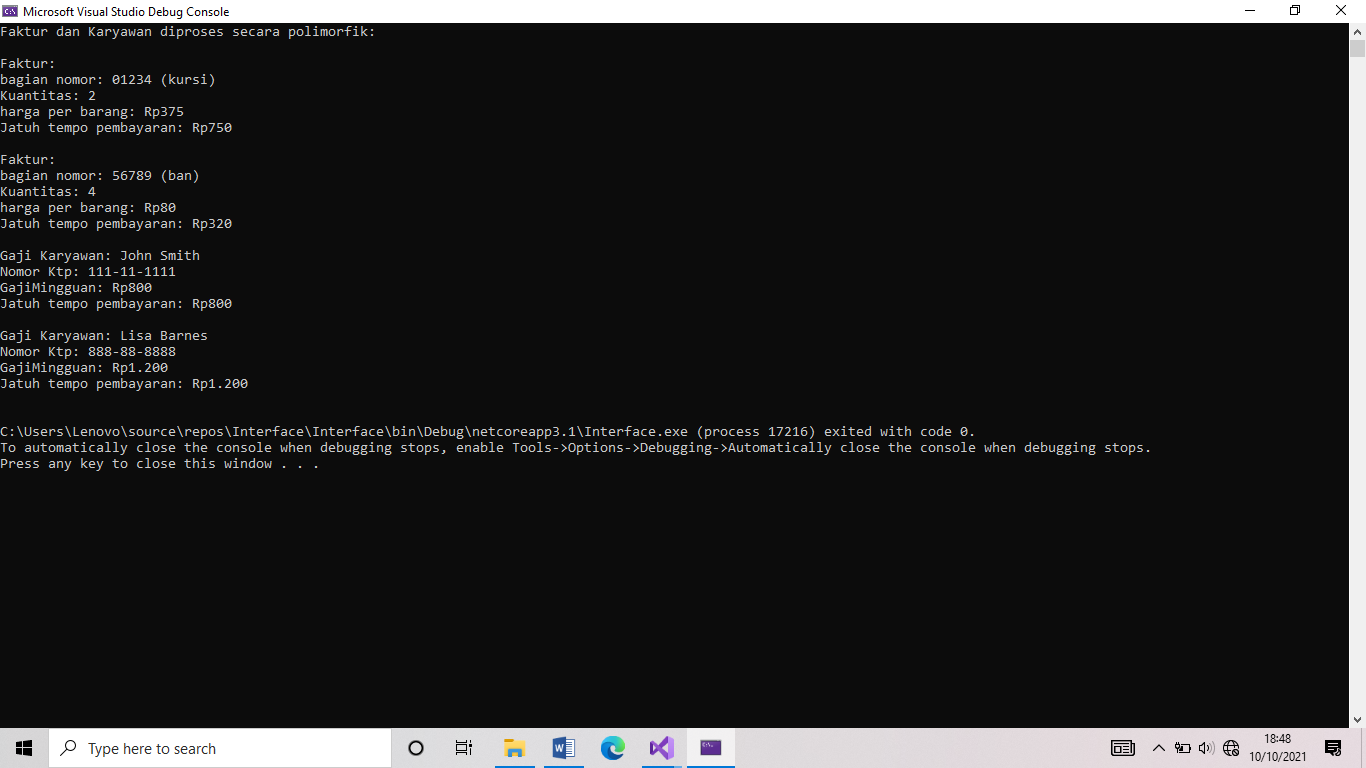 Microsoft Visual Studio Debug Console
Faktur dan Karyawan diproses secara polimorfik:
Faktur:
bagian nomor: 01234 (kursi)
Kuantitas: 2
harga per barang: Rp375
Jatuh tempo pembayaran: Rp750
Faktur:
bagian nomor: 56789 (ban)
Kuantitas: 4
harga per barang: Rp80
Jatuh tempo pembayaran: Rp320
Gaji Karyawan: John Smith
Nomor Ktp: 111-11-1111
GajiMingguan: Rp800
Jatuh tempo pembayaran: Rp800
Gaji Karyawan: Lisa Barnes
Nomor Ktp: 888-88-8888
GajiMingguan: Rp1.200
Jatuh tempo pembayaran: Rp1.200
C:\Users\Lenovo\source\repos\Interface\Interface\bin\Debug\netcoreapp3.1\Interface.exe (process 17216) exited with code 0.
To automatically close the console when debugging stops, enable Tools->Options->Debugging->Automatically close the console when debugging stops.
Press any key to close this window . . .
Type here to search
18:48
10/10/2021